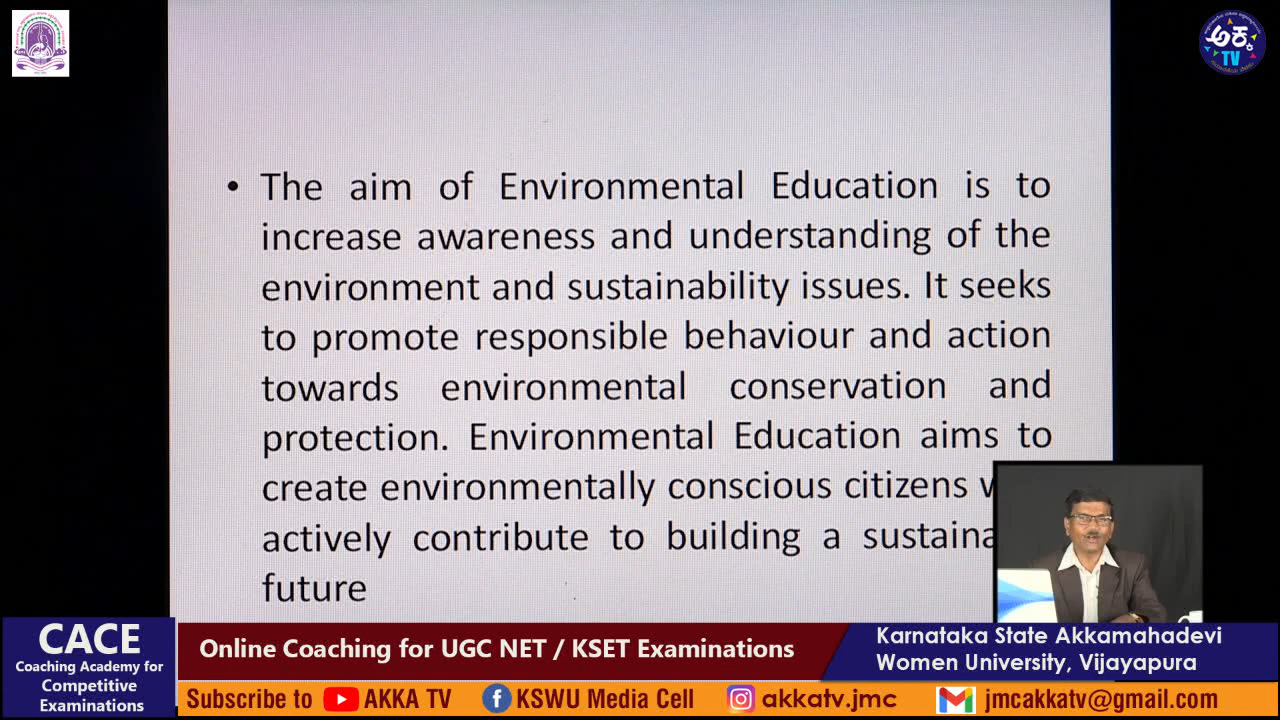 ಅಕ್ಕ
TV
• The aim of Environmental Education is to
increase awareness and understanding of the
environment and sustainability issues. It seeks
to promote responsible behaviour and action
towards environmental conservation and
protection. Environmental Education aims to
create environmentally conscious citizens
actively contribute to building a
future
CACE
Coaching Academy for
Competitive
Examinations
Online Coaching for UGC NET / KSET Examinations
Karnataka State Akkamahadevi
Women University, Vijayapura
Subscribe to AKKA TV KSWU Media Cell akkatv.jmc jmcakkatv@gmail.com